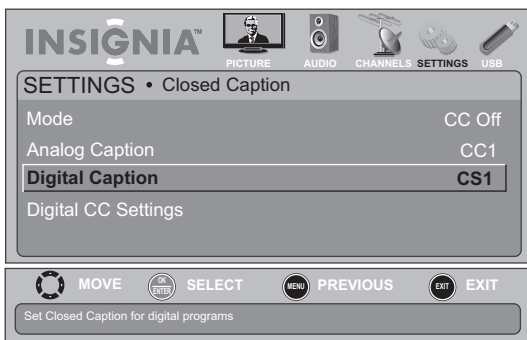 INSIGNIA™
PICTURE AUDIO CHANNELS SETTINGS USB
SETTINGS • Closed Caption
Mode CC Off
Analog Caption CC1
Digital Caption CS1
Digital CC Settings
MOVE OK ENTER SELECT MENU PREVIOUS EXIT EXIT
Set Closed Caption for digital programs